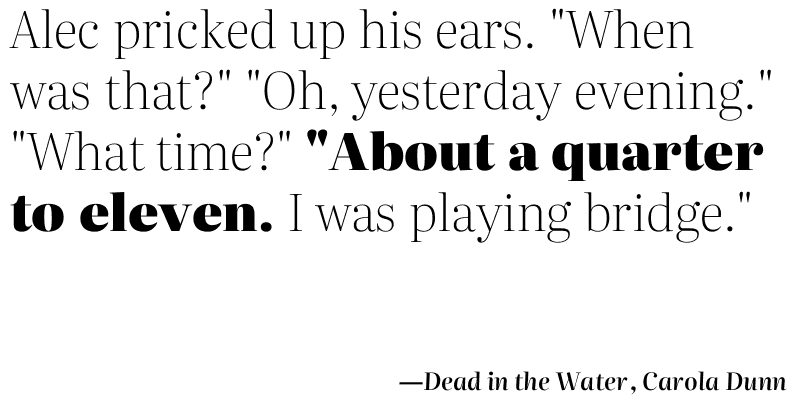 Alec pricked up his ears. "When
was that?" "Oh, yesterday evening."
"What time?" "About a quarter
to eleven. I was playing bridge."
—Dead in the Water, Carola Dunn